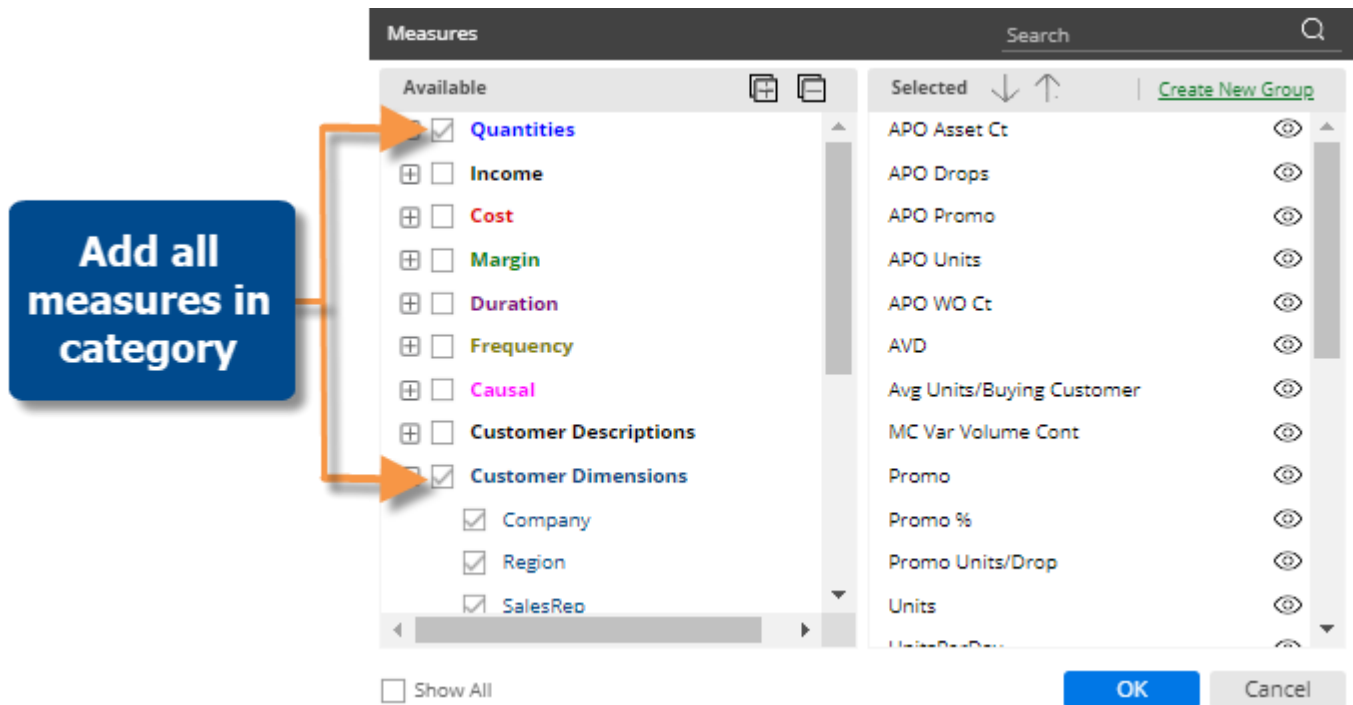 Measures
Search
Available
Selected
Create New Group
Add all
measures in
category
Quantities
Income
Cost
Margin
Duration
Frequency
Causal
Customer Descriptions
Customer Dimensions
Company
Region
SalesRep
APO Asset Ct
APO Drops
APO Promo
APO Units
APO WO Ct
AVD
Avg Units/Buying Customer
MC Var Volume Cont
Promo
Promo %
Promo Units/Drop
Units
UnitsPerDay
Show All
OK
Cancel